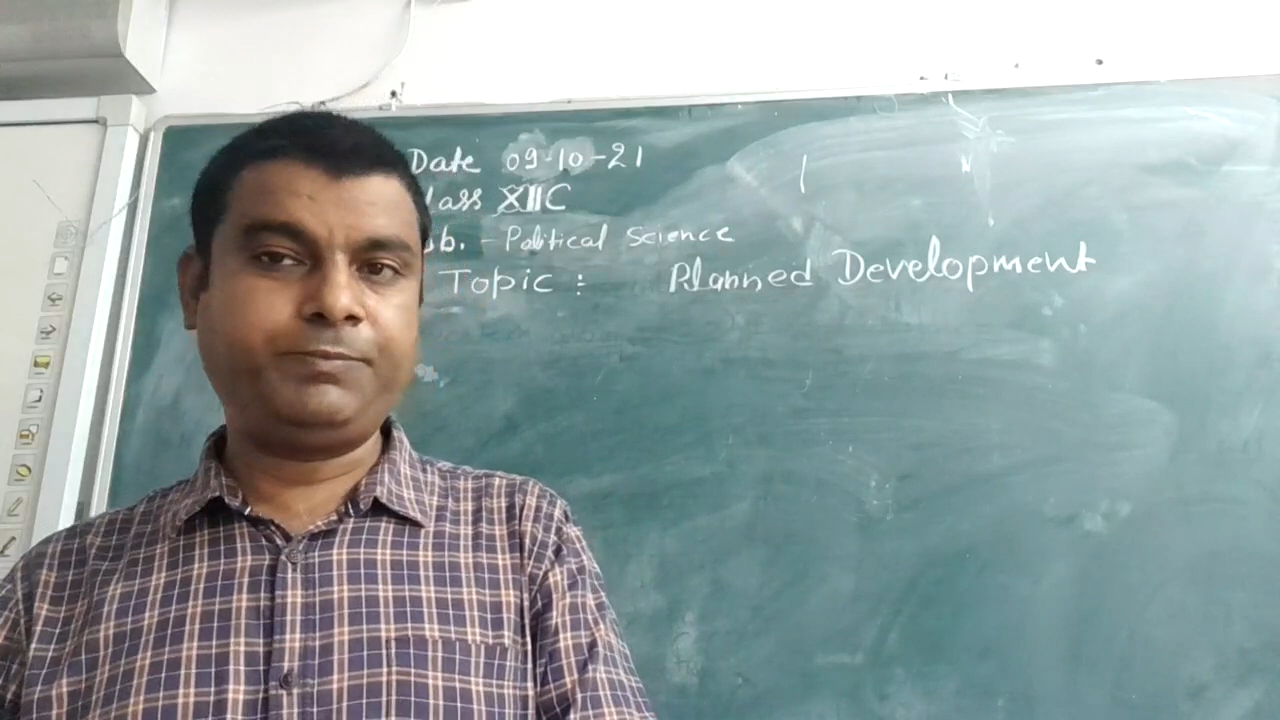 Date 09-10-21
lass XIIC
ub. - Political Science
Topic : Planned Development